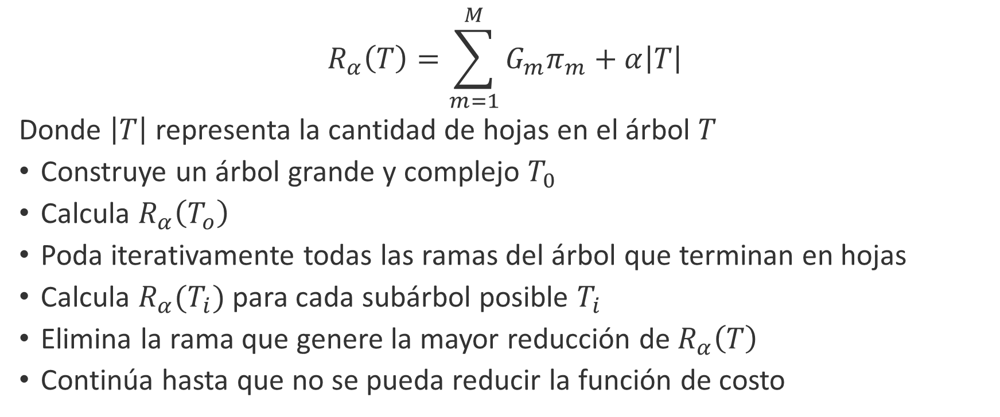 $R_\alpha(T) = \sum_{m=1}^{M} G_m \pi_m + \alpha|T|$
Donde $|T|$ representa la cantidad de hojas en el árbol $T$
• Construye un árbol grande y complejo $T_0$
• Calcula $R_\alpha(T_o)$
• Poda iterativamente todas las ramas del árbol que terminan en hojas
• Calcula $R_\alpha(T_i)$ para cada subárbol posible $T_i$
• Elimina la rama que genere la mayor reducción de $R_\alpha(T)$
• Continúa hasta que no se pueda reducir la función de costo